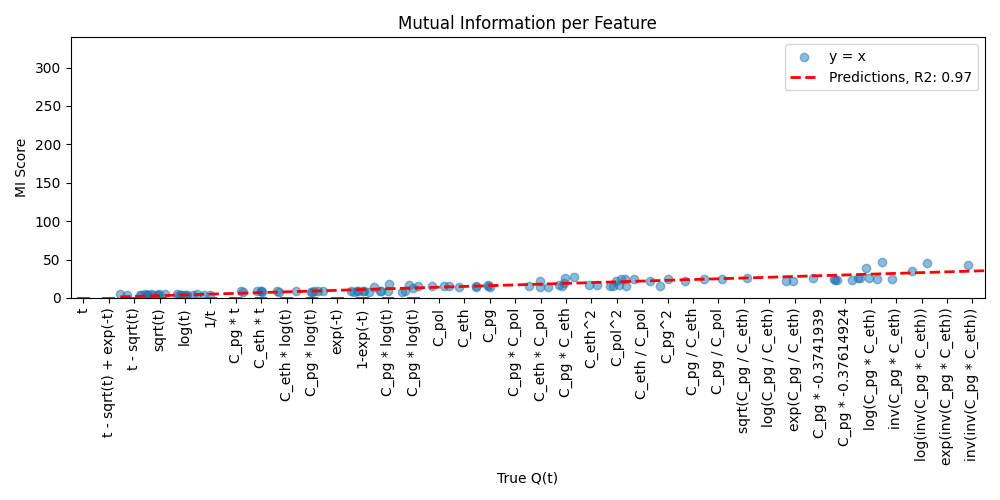 Mutual Information per Feature
y = x
Predictions, R2: 0.97
MI Score
300
250
200
150
100
50
0
t
t - sqrt(t) + exp(-t)
t - sqrt(t)
sqrt(t)
log(t)
1/t
C_pg * t
C_eth * t
C_eth * log(t)
C_pg * log(t)
exp(-t)
1-exp(-t)
C_pg * log(t)
C_pg * log(t)
C_pol
C_eth
C_pg
C_pg * C_pol
C_eth * C_pol
C_pg * C_eth
C_eth^2
C_pol^2
C_eth / C_pol
C_pg^2
C_pg / C_eth
C_pg / C_pol
sqrt(C_pg / C_eth)
log(C_pg / C_eth)
exp(C_pg / C_eth)
C_pg * -0.3741939
C_pg * -0.37614924
log(C_pg * C_eth)
inv(C_pg * C_eth)
log(inv(C_pg * C_eth))
exp(inv(C_pg * C_eth))
inv(inv(C_pg * C_eth))
True Q(t)